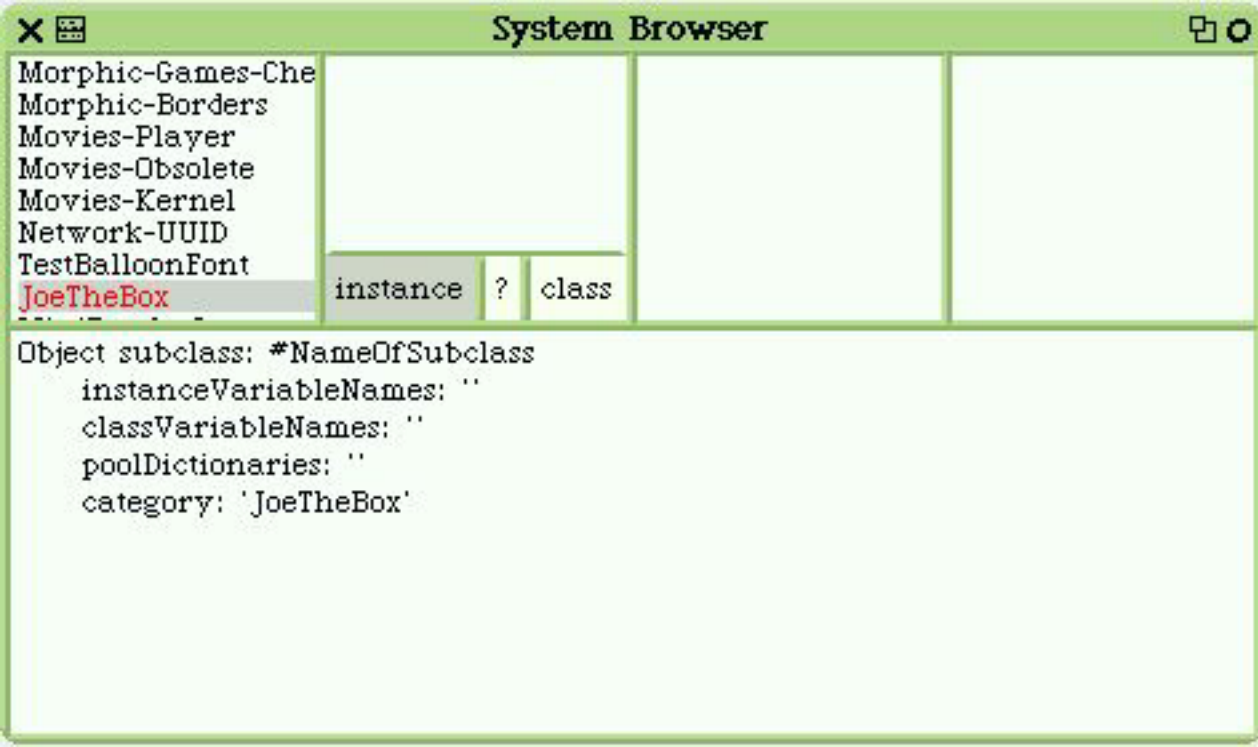 System Browser
Morphic-Games-Che
Morphic-Borders
Movies-Player
Movies-Obsolete
Movies-Kernel
Network-UUID
TestBalloonFont
JoeTheBox
instance ? class
Object subclass: #NameOfSubclass
instanceVariableNames: ''
classVariableNames: ''
poolDictionaries: ''
category: 'JoeTheBox'